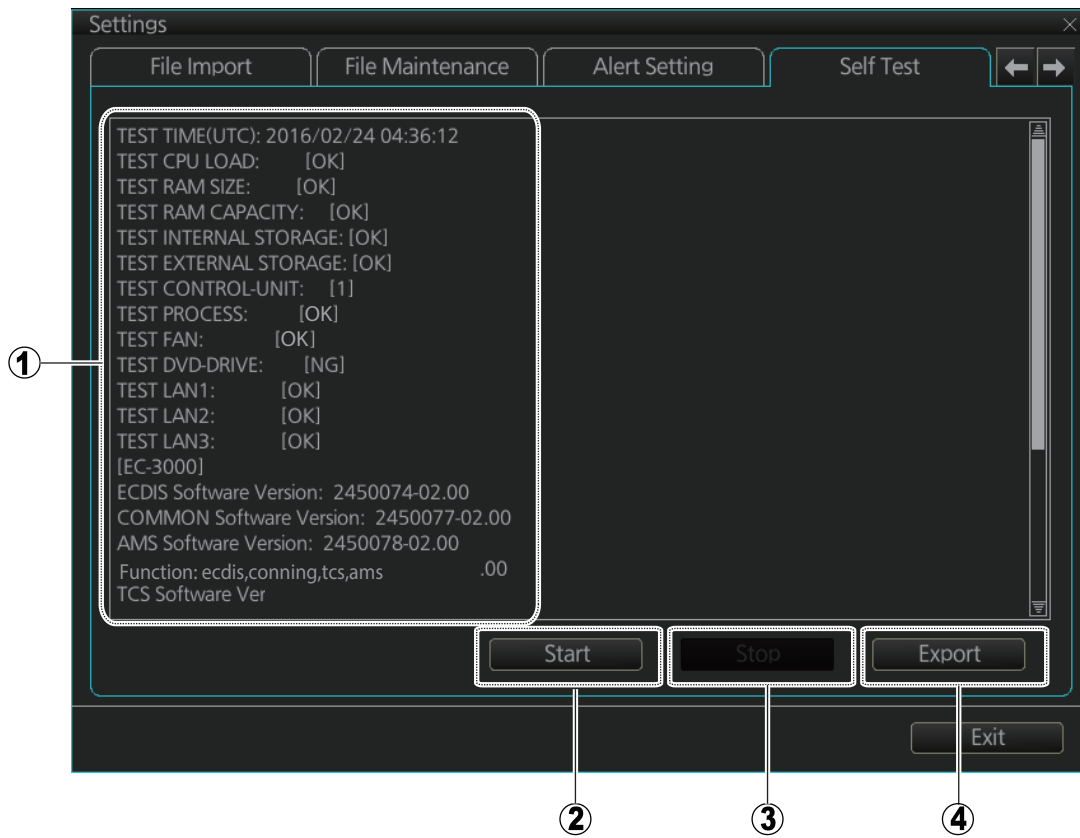 Settings
File Import File Maintenance Alert Setting Self Test
TEST TIME(UTC): 2016/02/24 04:36:12
TEST CPU LOAD: [OK]
TEST RAM SIZE: [OK]
TEST RAM CAPACITY: [OK]
TEST INTERNAL STORAGE: [OK]
TEST EXTERNAL STORAGE: [OK]
TEST CONTROL-UNIT: [1]
TEST PROCESS: [OK]
TEST FAN: [OK]
TEST DVD-DRIVE: [NG]
TEST LAN1: [OK]
TEST LAN2: [OK]
TEST LAN3: [OK]
[EC-3000]
ECDIS Software Version: 2450074-02.00
COMMON Software Version: 2450077-02.00
AMS Software Version: 2450078-02.00
Function: ecdis,conning,tcs,ams .00
TCS Software Ver
Start Stop Export
Exit
1
2 3 4